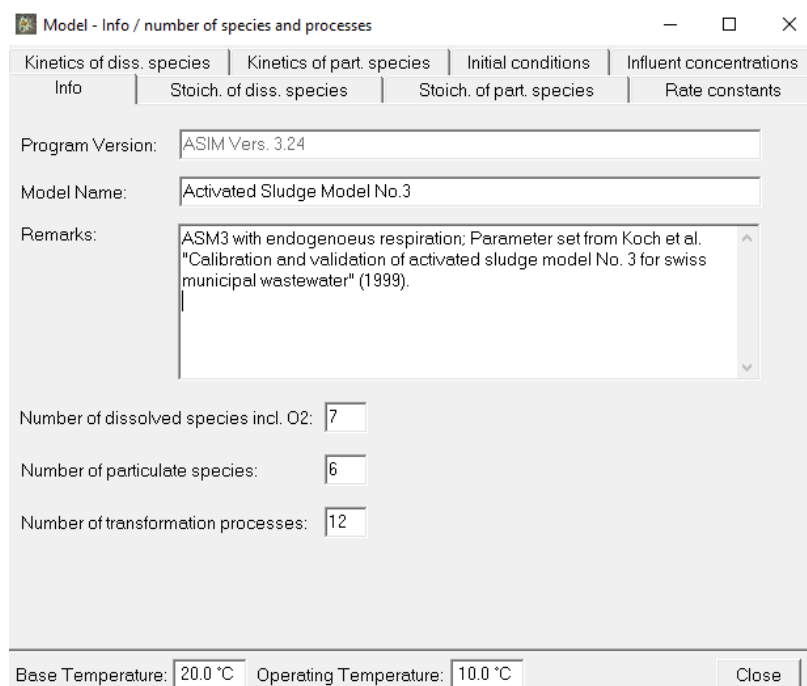 Model - Info / number of species and processes
Kinetics of diss. species Kinetics of part. species Initial conditions Influent concentrations
Info Stoich. of diss. species Stoich. of part. species Rate constants
Program Version: ASIM Vers. 3.24
Model Name: Activated Sludge Model No.3
Remarks: ASM3 with endogenoeus respiration; Parameter set from Koch et al.
"Calibration and validation of activated sludge model No. 3 for swiss
municipal wastewater" (1999).
Number of dissolved species incl. O2: 7
Number of particulate species: 6
Number of transformation processes: 12
Base Temperature: 20.0 °C Operating Temperature: 10.0 °C Close